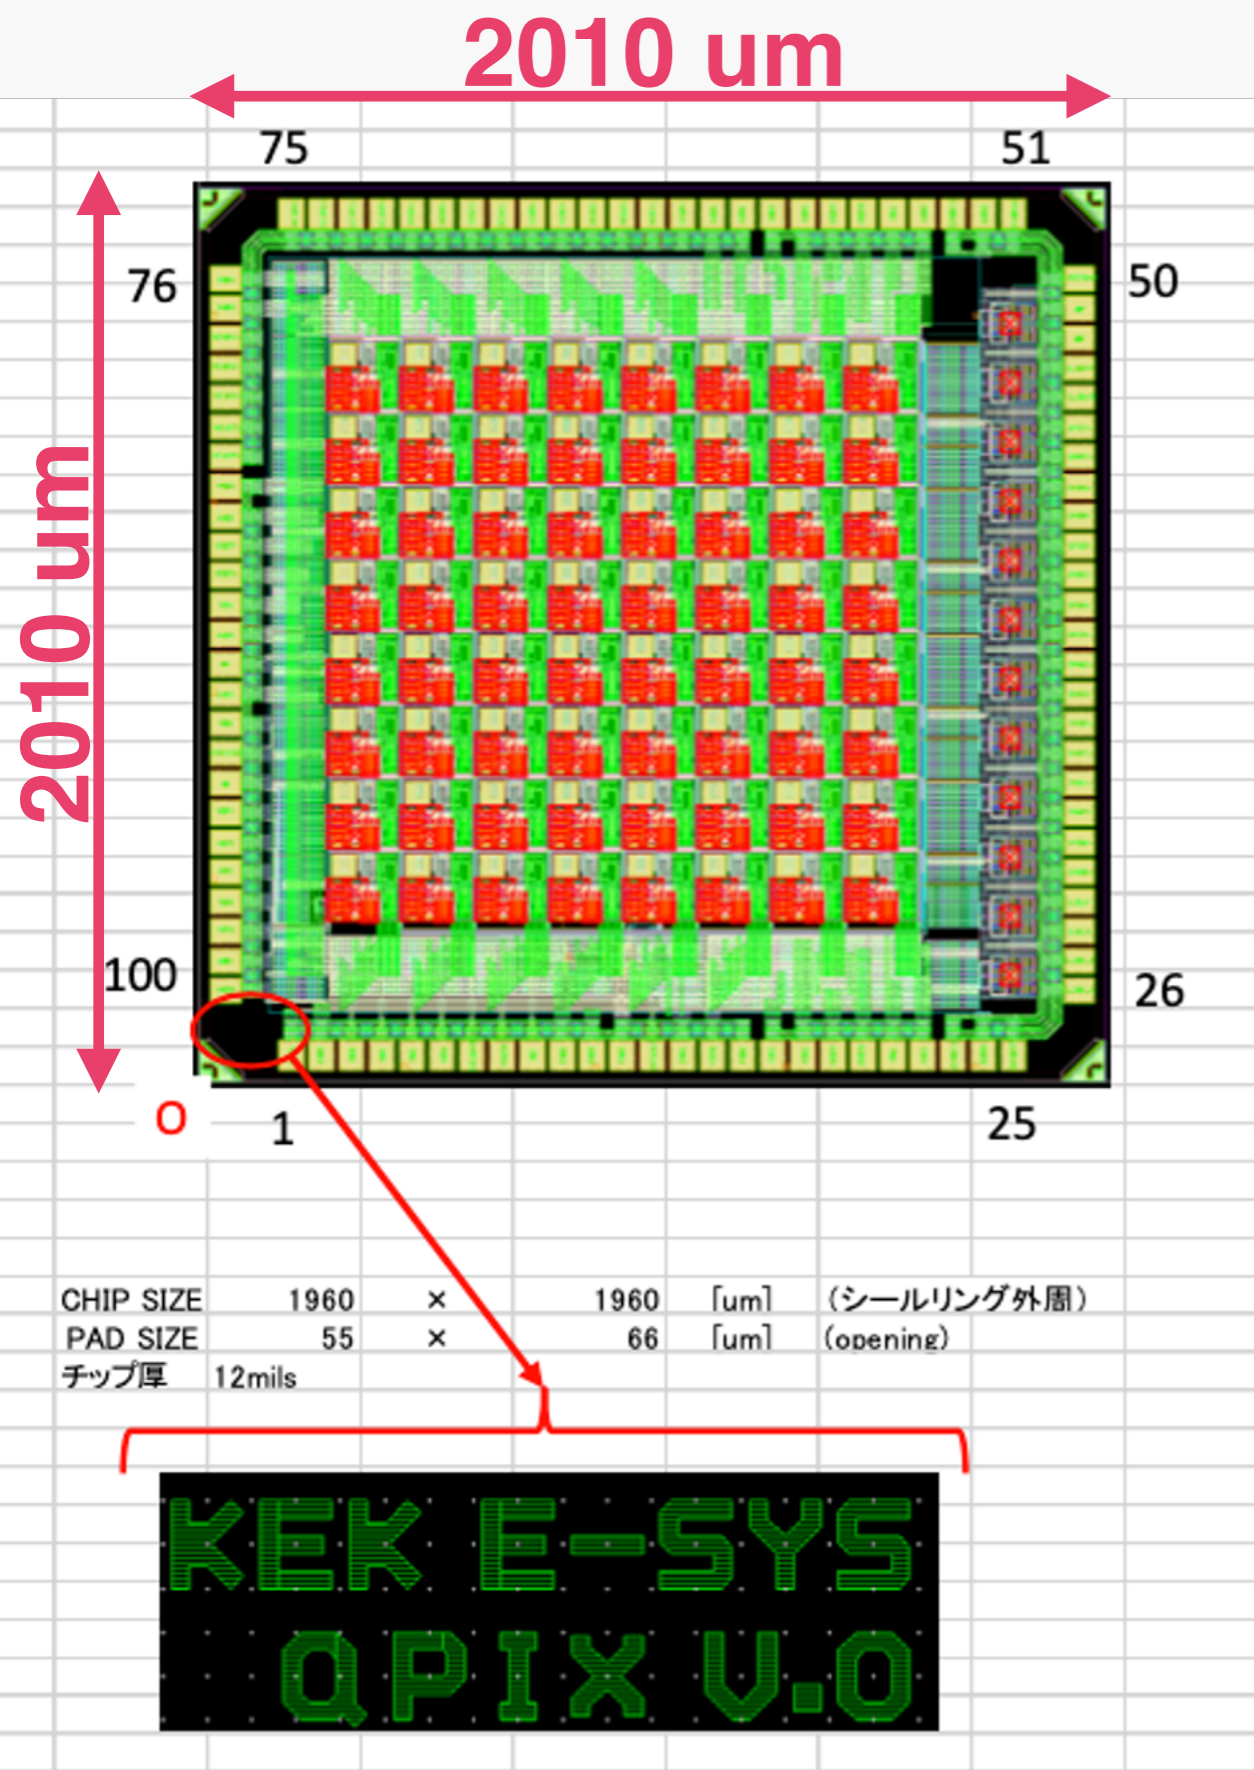 2010 um
75 51
2010 um
76 50
100 26
O 1 25
CHIP SIZE 1960 × 1960 [um] (シールリング外周)
PAD SIZE 55 × 66 [um] (opening)
チップ厚 12mils
KEK E-SYS
QPIX V.0